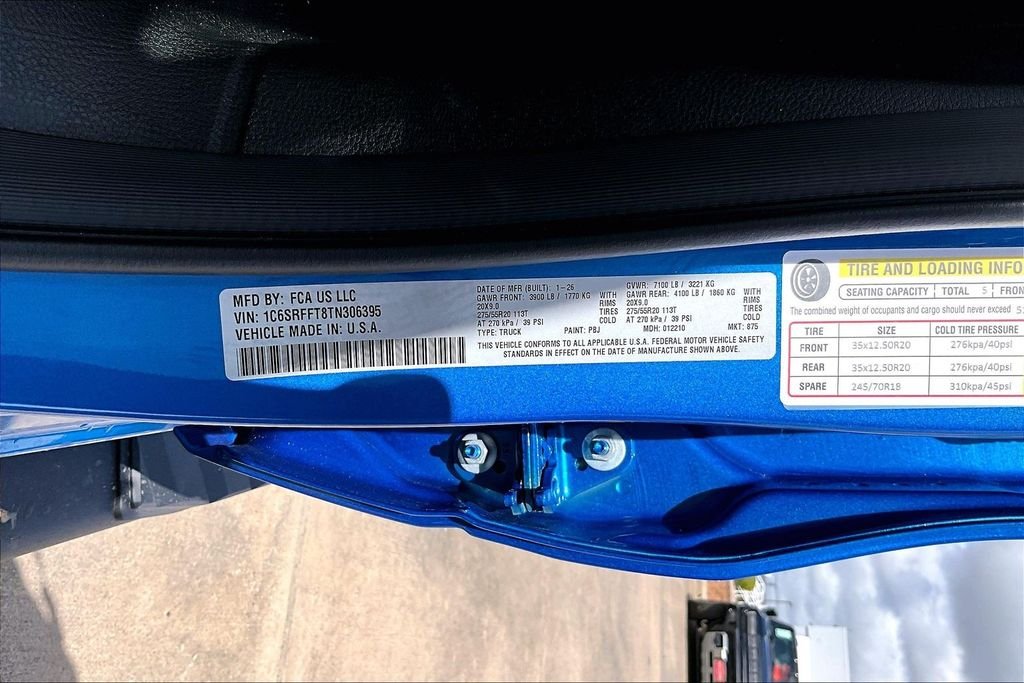 MFD BY: FCA US LLC
VIN: 1C6SRFFT8TN306395
VEHICLE MADE IN U.S.A.
DATE OF MFR (BUILT): 1-26
GAWR FRONT: 3900 LB / 1770 KG WITH
20X9.0 RIMS
275/55R20 113T TIRES
AT 270 kPa / 39 PSI COLD
TYPE: TRUCK PAINT: PBJ
GVWR: 7100 LB / 3221 KG
GAWR REAR: 4100 LB / 1860 KG WITH
20X9.0 RIMS
275/55R20 113T TIRES
AT 270 kPa / 39 PSI COLD
MDH: 012210 MKT: 875
THIS VEHICLE CONFORMS TO ALL APPLICABLE U.S.A. FEDERAL MOTOR VEHICLE SAFETY
STANDARDS IN EFFECT ON THE DATE OF MANUFACTURE SHOWN ABOVE.
TIRE AND LOADING INFO
SEATING CAPACITY TOTAL 5 FRON
The combined weight of occupants and cargo should never exceed
TIRE SIZE COLD TIRE PRESSURE
FRONT 35x12.50R20 276kpa/40psi
REAR 35x12.50R20 276kpa/40psi
SPARE 245/70R18 310kpa/45psi